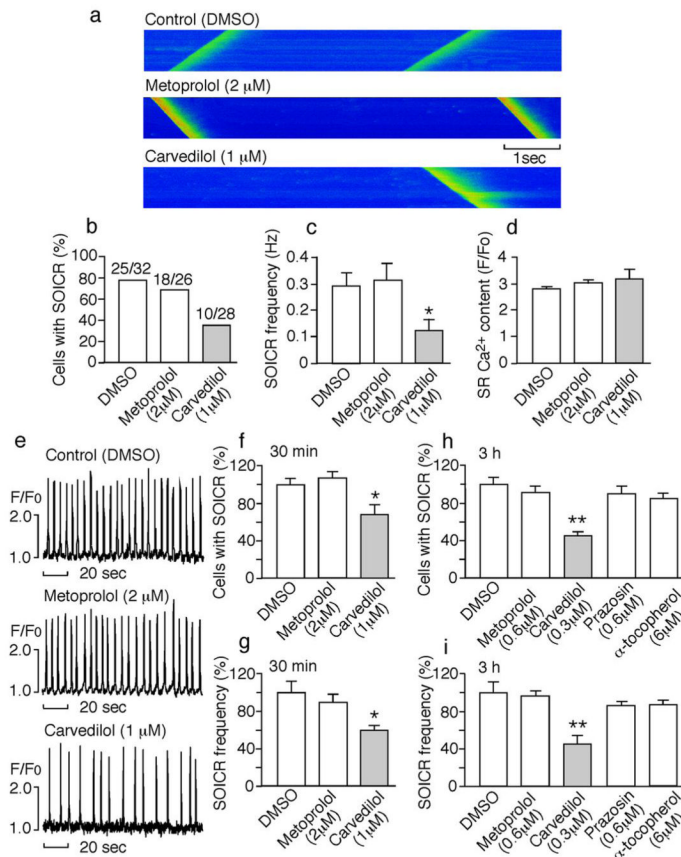 a
Control (DMSO)
Metoprolol (2 μM)
1sec
Carvedilol (1 μM)
b
Cells with SOICR (%)
100
80
60
40
20
0
25/32
18/26
10/28
DMSO
Metoprolol
(2μM)
Carvedilol
(1μM)
c
SOICR frequency (Hz)
0.4
0.3
0.2
0.1
0
*
DMSO
Metoprolol
(2μM)
Carvedilol
(1μM)
d
SR Ca²⁺ content (F/Fo)
4
3
2
1
0
DMSO
Metoprolol
(2μM)
Carvedilol
(1μM)
e
Control (DMSO)
F/F0
2.0
1.0
20 sec
Metoprolol (2 μM)
F/F0
2.0
1.0
20 sec
Carvedilol (1 μM)
F/F0
2.0
1.0
20 sec
f
30 min
Cells with SOICR (%)
120
80
40
0
*
DMSO
Metoprolol
(2μM)
Carvedilol
(1μM)
g
30 min
SOICR frequency (%)
120
80
40
0
*
DMSO
Metoprolol
(2μM)
Carvedilol
(1μM)
h
3 h
Cells with SOICR (%)
120
80
40
0
**
DMSO
Metoprolol
(0.6μM)
Carvedilol
(0.3μM)
Prazosin
(0.6μM)
α-tocopherol
(6μM)
i
3 h
SOICR frequency (%)
120
80
40
0
**
DMSO
Metoprolol
(0.6μM)
Carvedilol
(0.3μM)
Prazosin
(0.6μM)
α-tocopherol
(6μM)